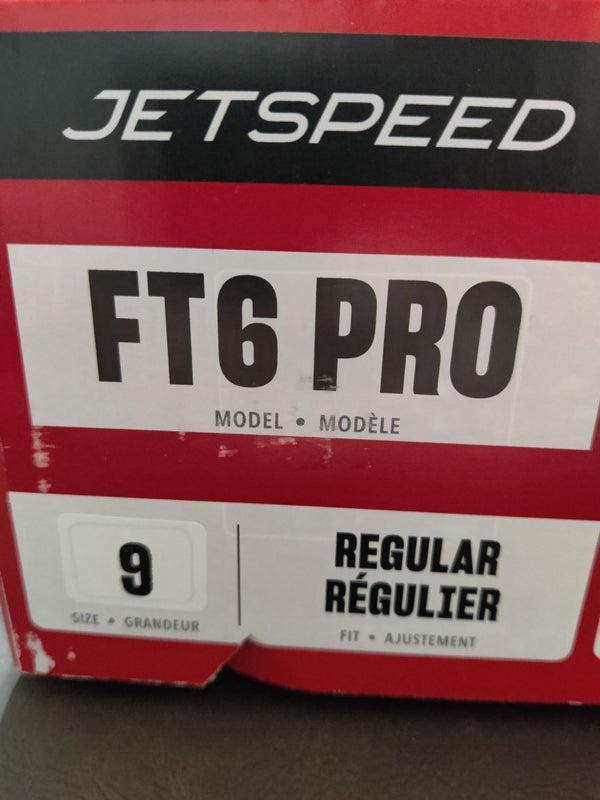 JETSPEED
FT6 PRO
MODEL • MODÈLE
9
SIZE • GRANDEUR
REGULAR
RÉGULIER
FIT • AJUSTEMENT